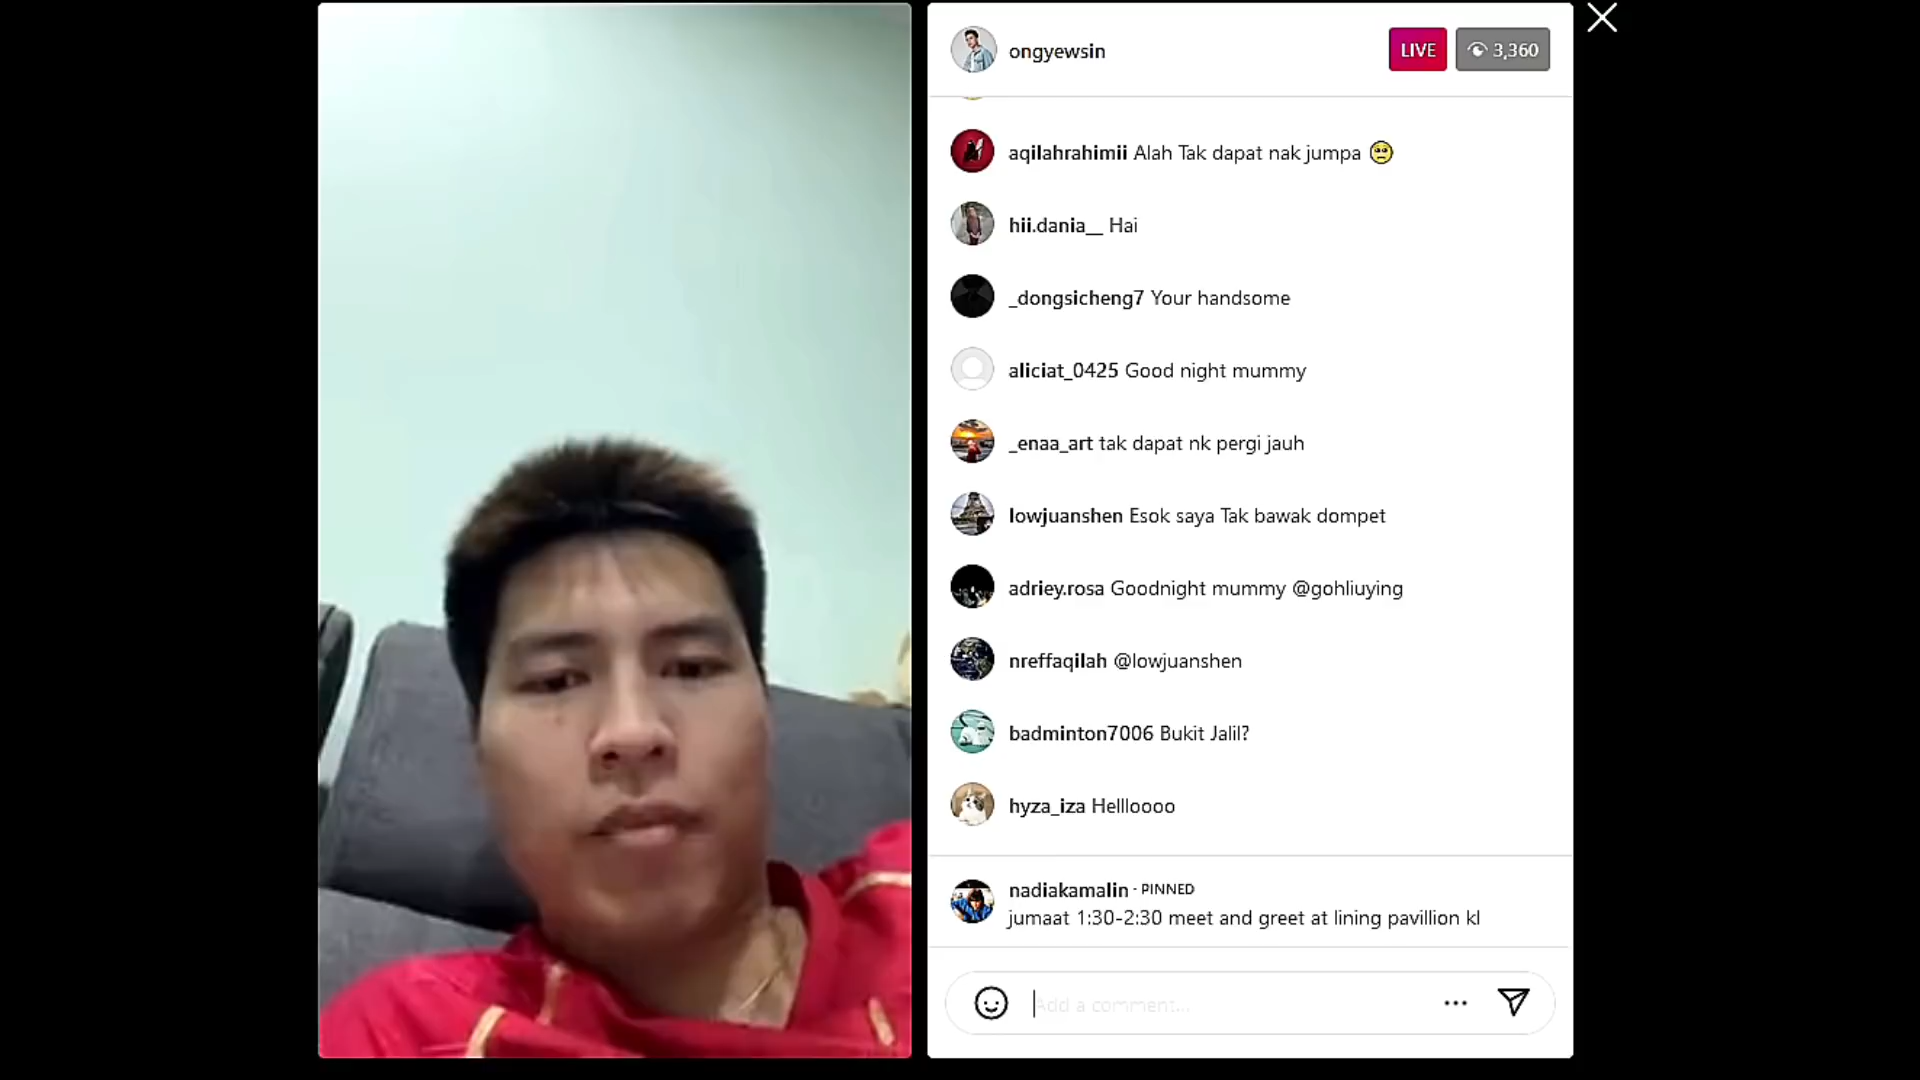 ongyewsin
LIVE
3,360
aqilahrahimii Alah Tak dapat nak jumpa 🥺
hii.dania__ Hai
_dongsicheng7 Your handsome
aliciat_0425 Good night mummy
_enaa_art tak dapat nk pergi jauh
lowjuanshen Esok saya Tak bawak dompet
adriey.rosa Goodnight mummy @gohliuying
nreffaqilah @lowjuanshen
badminton7006 Bukit Jalil?
hyza_iza Hellloooo
nadiakamalin · PINNED
jumaat 1:30-2:30 meet and greet at lining pavillion kl
Add a comment...